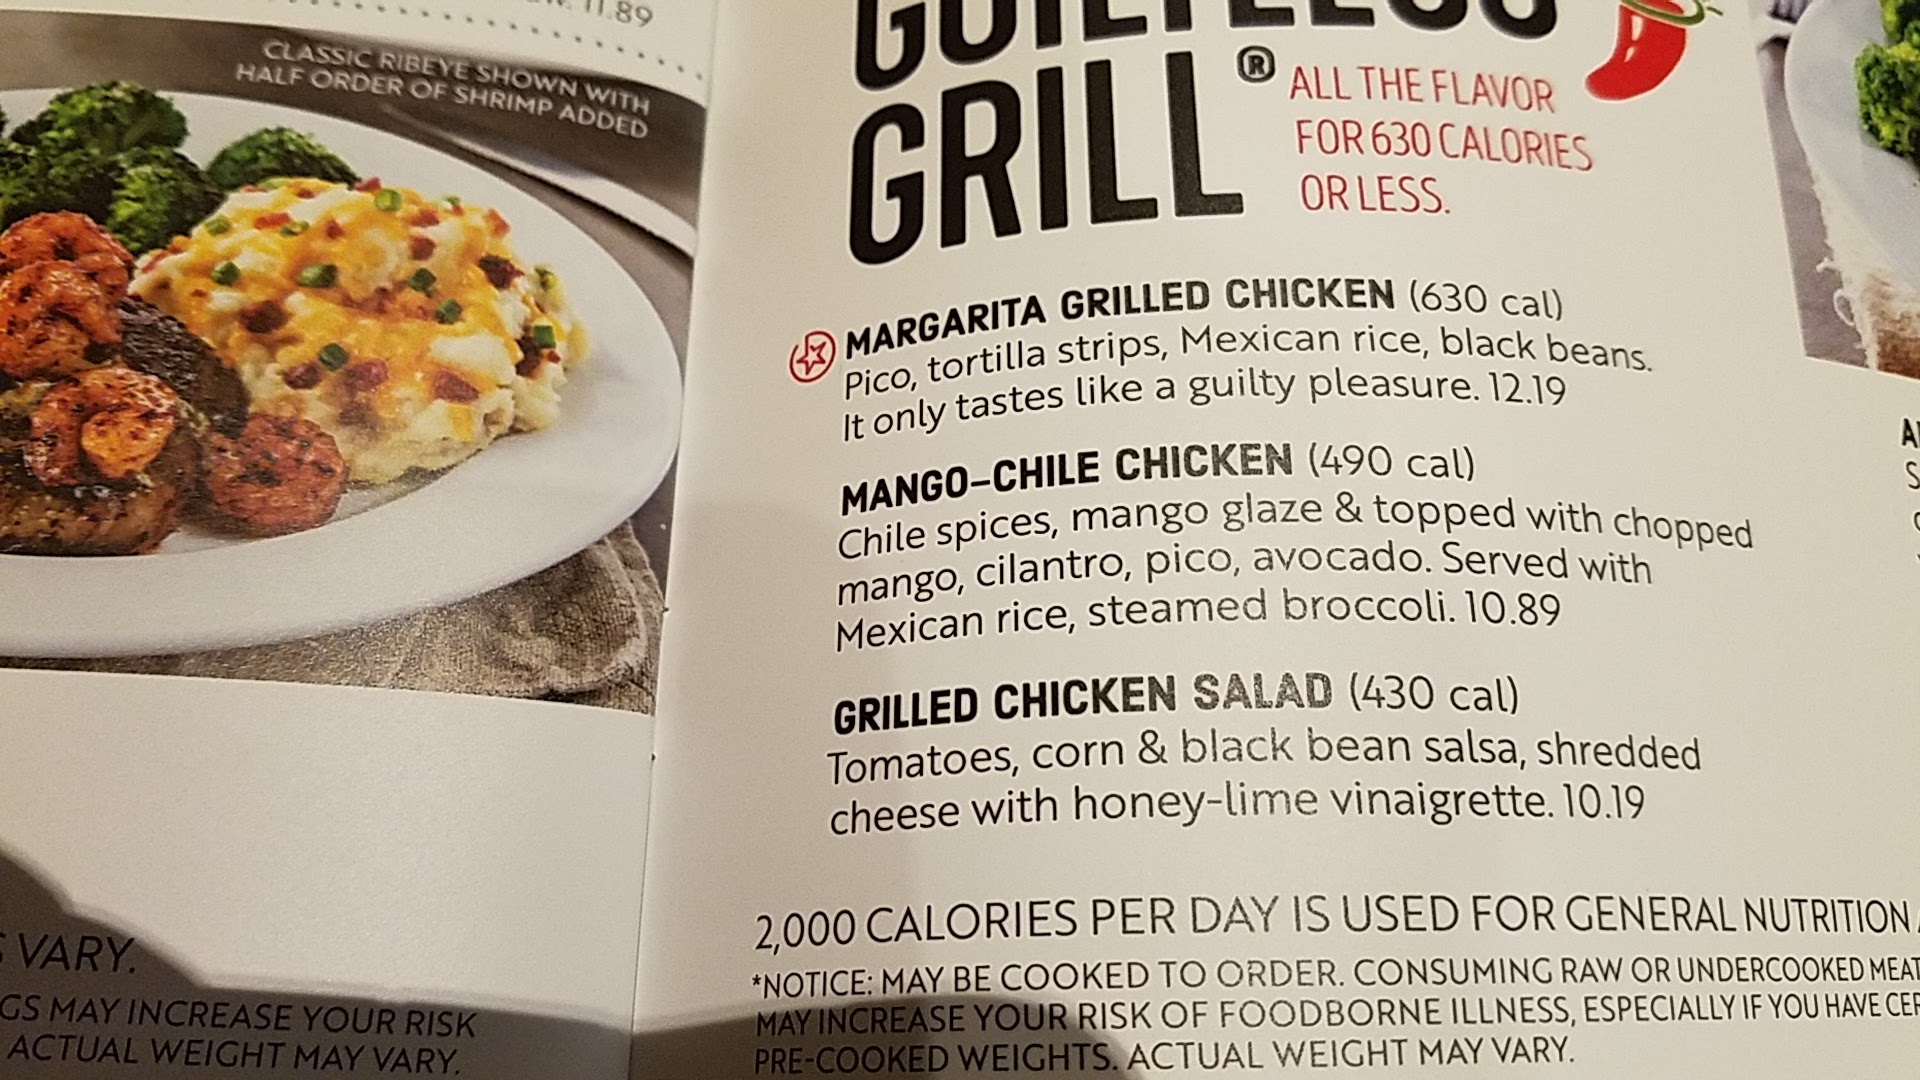 11.89
CLASSIC RIBEYE SHOWN WITH
HALF ORDER OF SHRIMP ADDED
VARY.
MAY INCREASE YOUR RISK
ACTUAL WEIGHT MAY VARY.
GUILTLESS
GRILL®
ALL THE FLAVOR
FOR 630 CALORIES
OR LESS.
MARGARITA GRILLED CHICKEN (630 cal)
Pico, tortilla strips, Mexican rice, black beans.
It only tastes like a guilty pleasure. 12.19
MANGO-CHILE CHICKEN (490 cal)
Chile spices, mango glaze & topped with chopped
mango, cilantro, pico, avocado. Served with
Mexican rice, steamed broccoli. 10.89
GRILLED CHICKEN SALAD (430 cal)
Tomatoes, corn & black bean salsa, shredded
cheese with honey-lime vinaigrette. 10.19
2,000 CALORIES PER DAY IS USED FOR GENERAL NUTRITION
*NOTICE: MAY BE COOKED TO ORDER. CONSUMING RAW OR UNDERCOOKED MEAT
MAY INCREASE YOUR RISK OF FOODBORNE ILLNESS, ESPECIALLY IF YOU HAVE CER
PRE-COOKED WEIGHTS. ACTUAL WEIGHT MAY VARY.